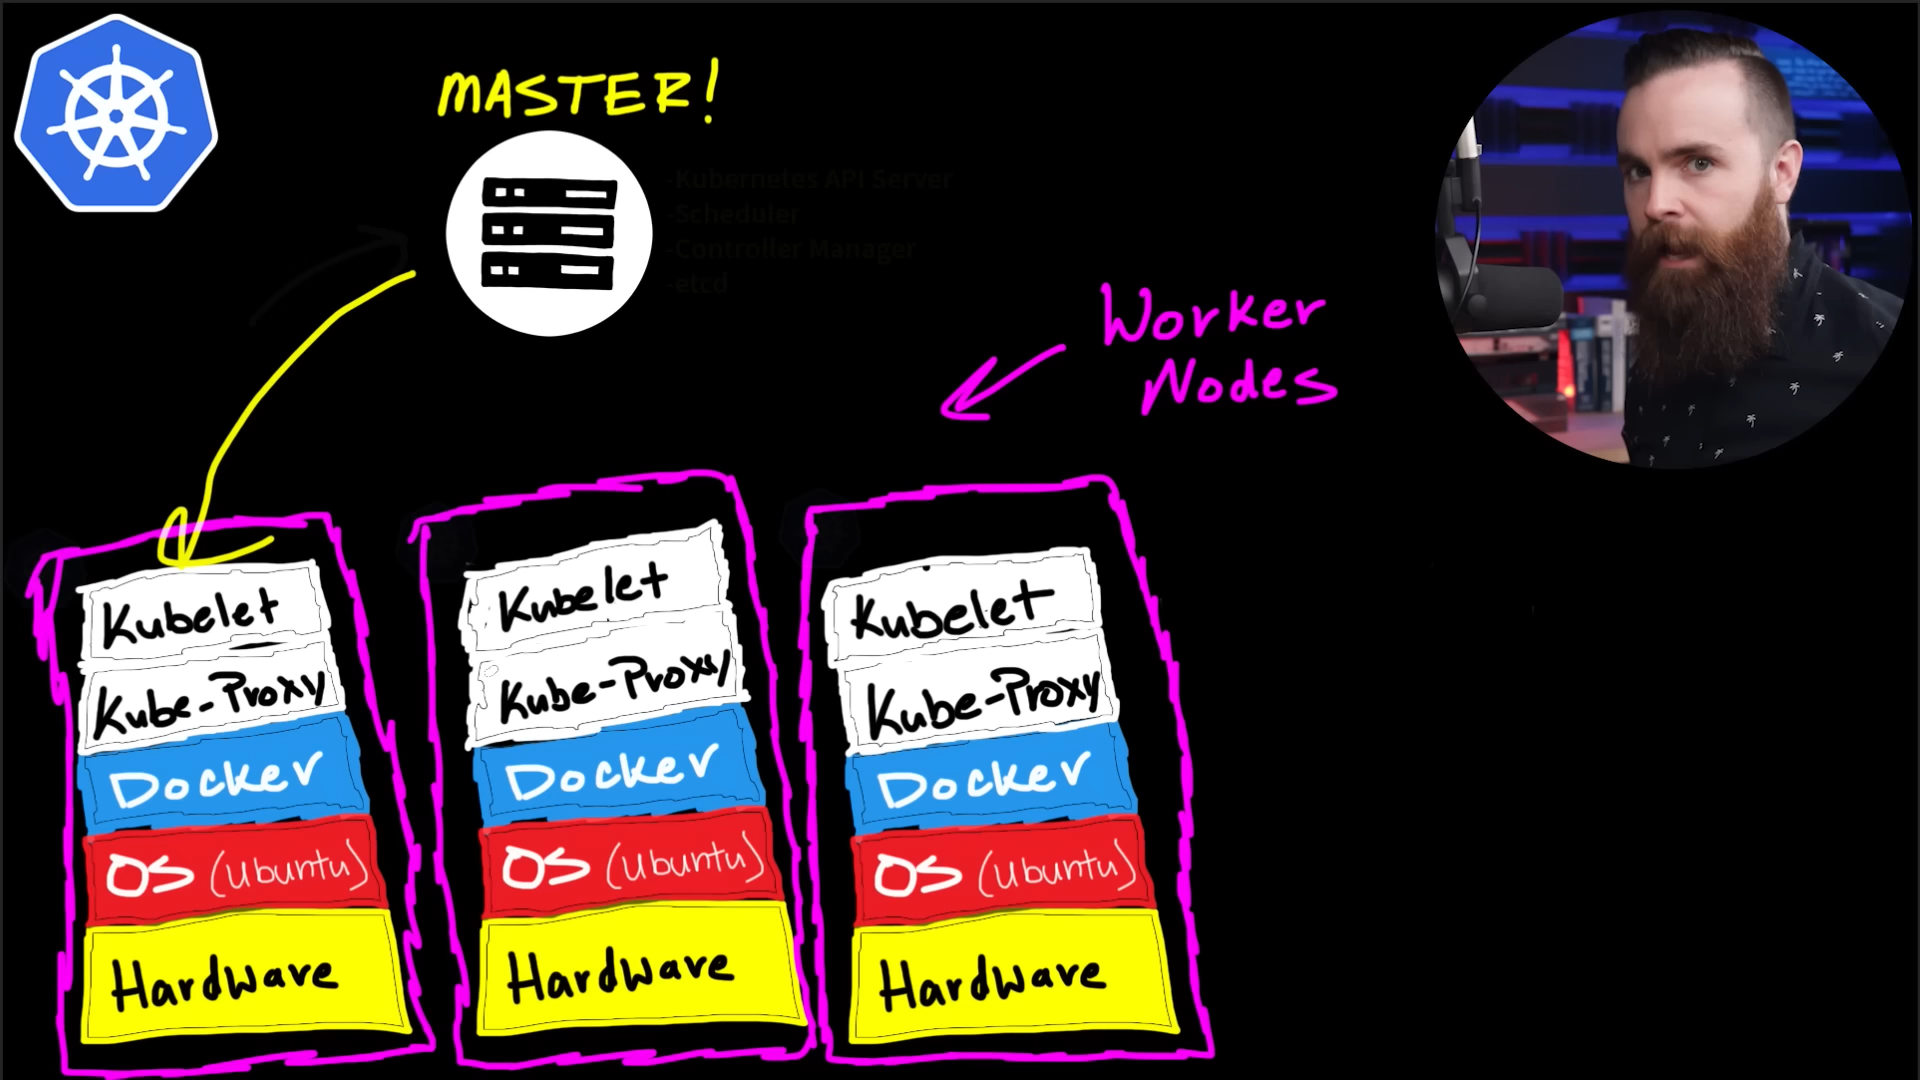 MASTER!
-Kubernetes API Server
-Scheduler
-Controller Manager
-etcd
Worker
Nodes
Kubelet
Kube-Proxy
Docker
OS (Ubuntu)
Hardware
Kubelet
Kube-Proxy
Docker
OS (Ubuntu)
Hardware
Kubelet
Kube-Proxy
Docker
OS (Ubuntu)
Hardware